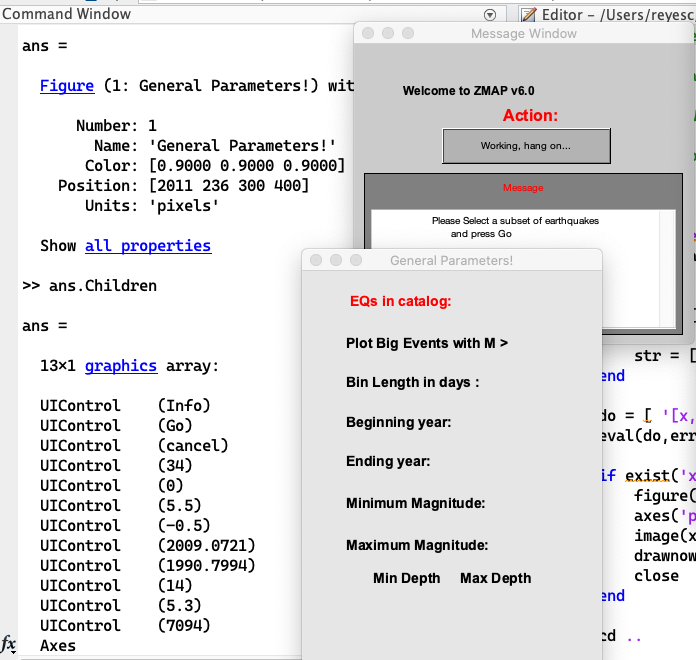 Command Window
ans =
Figure (1: General Parameters!) wit
Number: 1
Name: 'General Parameters!'
Color: [0.9000 0.9000 0.9000]
Position: [2011 236 300 400]
Units: 'pixels'
Show all properties
>> ans.Children
ans =
13×1 graphics array:
UIControl (Info)
UIControl (Go)
UIControl (cancel)
UIControl (34)
UIControl (0)
UIControl (5.5)
UIControl (-0.5)
UIControl (2009.0721)
UIControl (1990.7994)
UIControl (14)
UIControl (5.3)
UIControl (7094)
Axes
fx
Editor - /Users/reyesc
Message Window
Welcome to ZMAP v6.0
Action:
Working, hang on...
Message
Please Select a subset of earthquakes
and press Go
General Parameters!
EQs in catalog:
Plot Big Events with M >
Bin Length in days :
Beginning year:
Ending year:
Minimum Magnitude:
Maximum Magnitude:
Min Depth Max Depth
str = [
end
do = [ '[x,
eval(do,err
if exist('x
figure(
axes('p
image(x
drawnow
close
end
cd ..